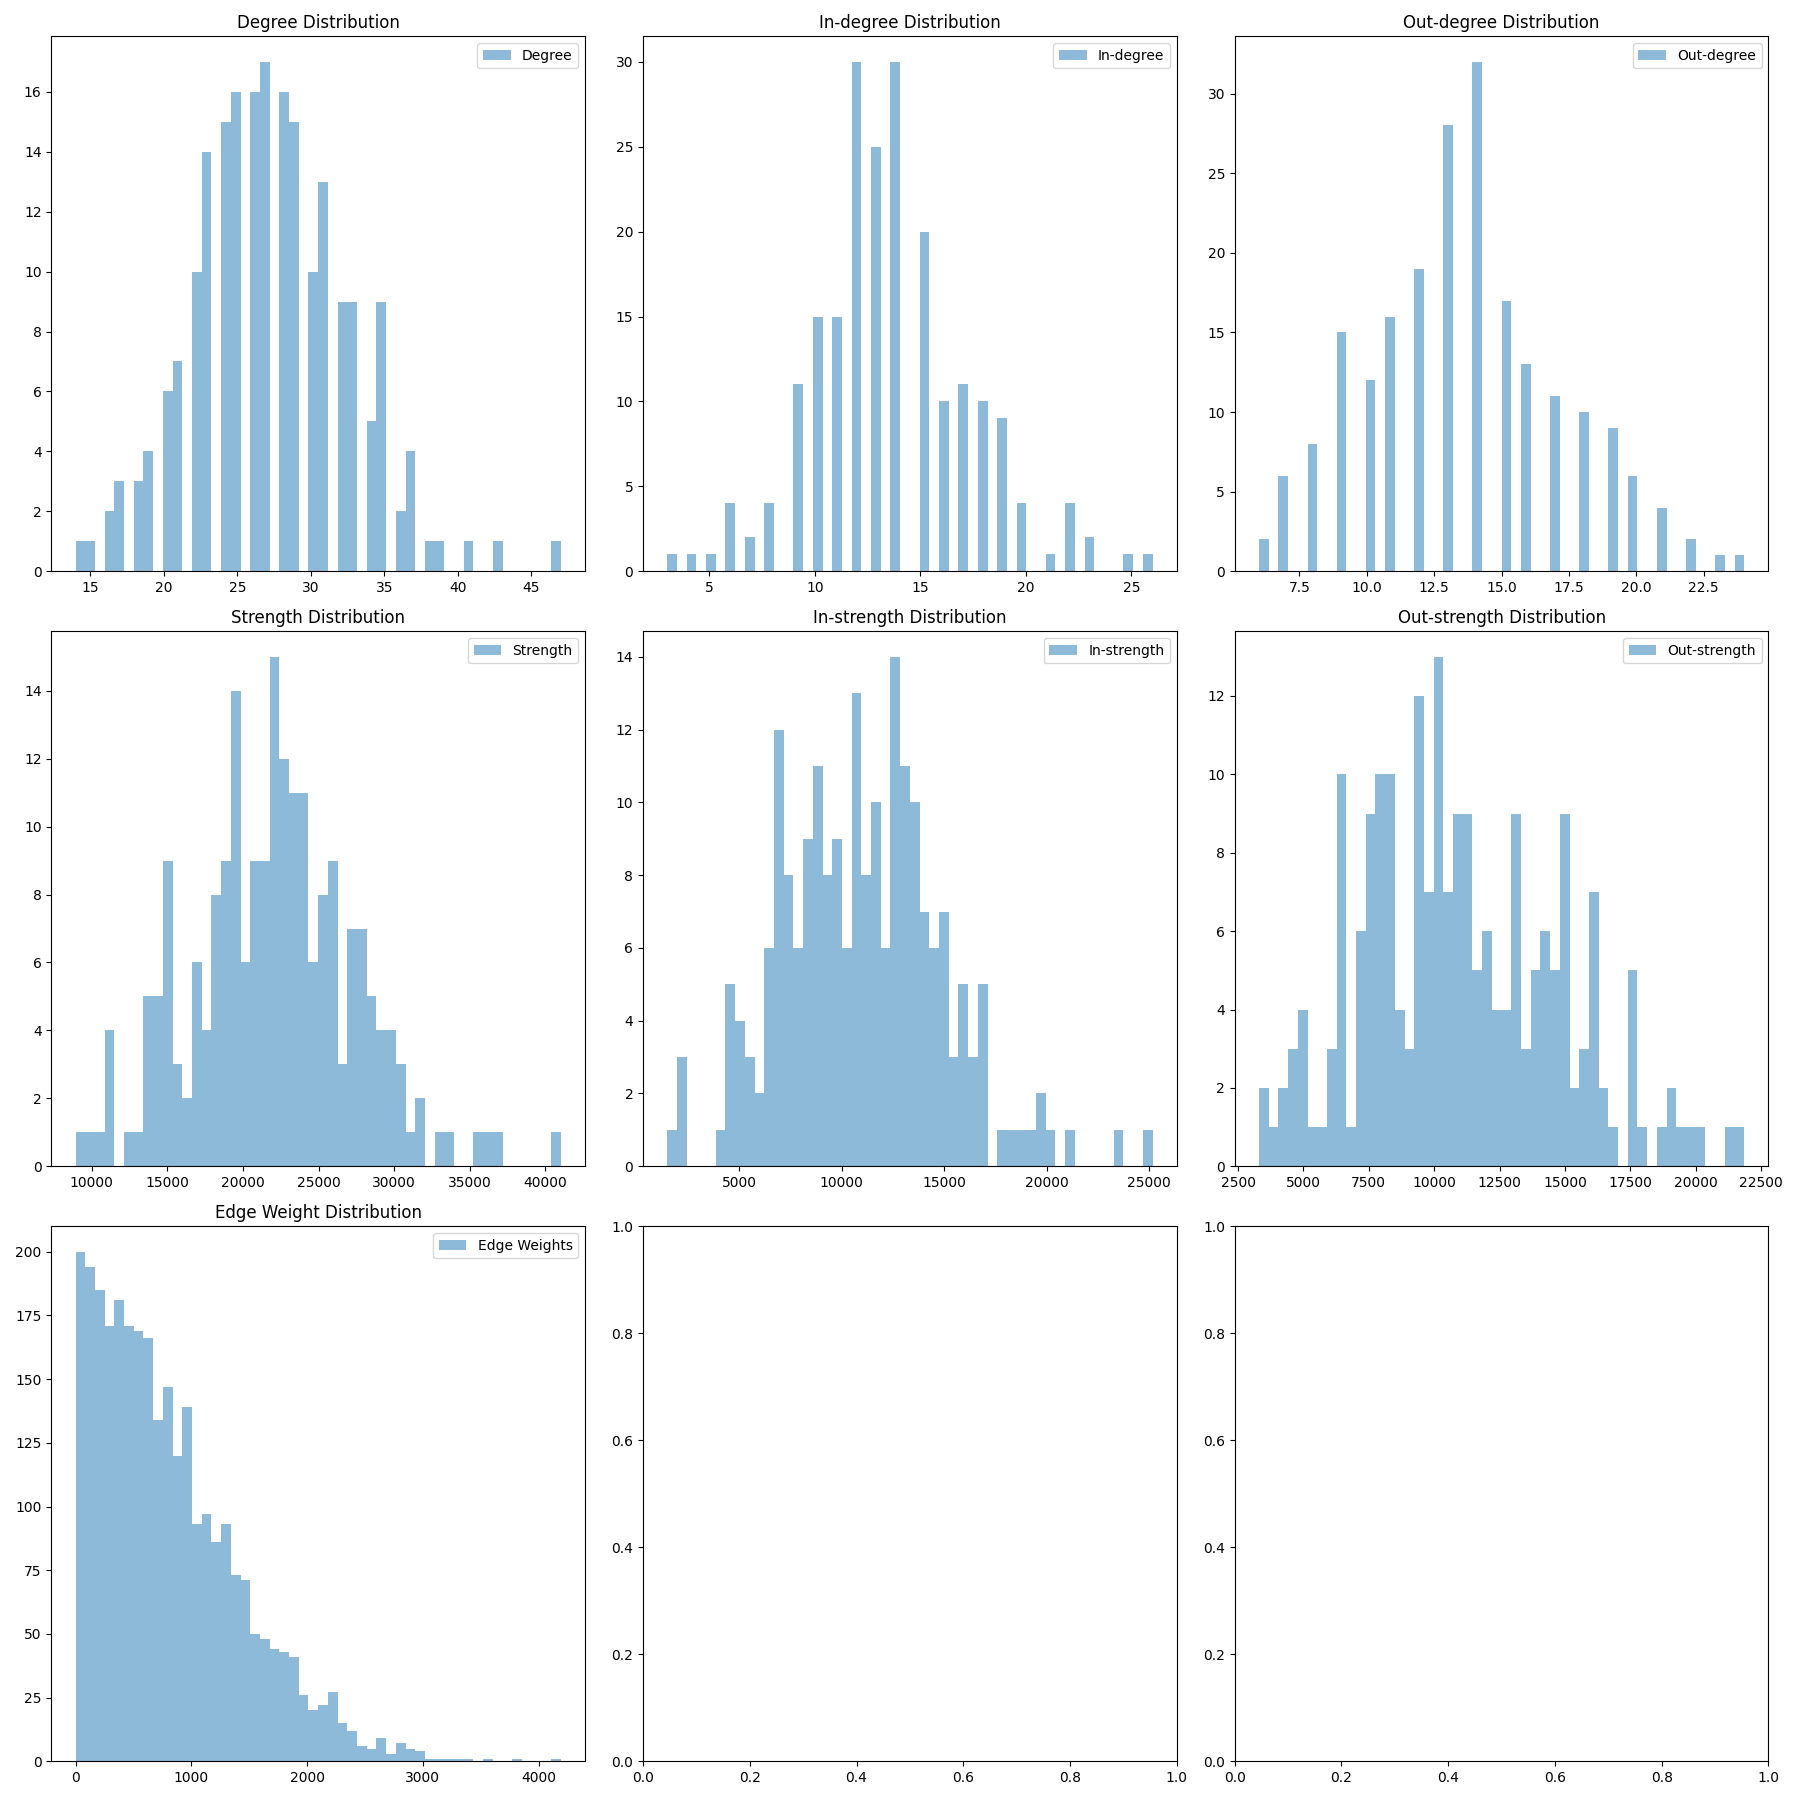 Degree Distribution
Degree
0
2
4
6
8
10
12
14
16
15 20 25 30 35 40 45
In-degree Distribution
In-degree
0
5
10
15
20
25
30
5 10 15 20 25
Out-degree Distribution
Out-degree
0
5
10
15
20
25
30
7.5 10.0 12.5 15.0 17.5 20.0 22.5
Strength Distribution
Strength
0
2
4
6
8
10
12
14
10000 15000 20000 25000 30000 35000 40000
In-strength Distribution
In-strength
0
2
4
6
8
10
12
14
5000 10000 15000 20000 25000
Out-strength Distribution
Out-strength
0
2
4
6
8
10
12
2500 5000 7500 10000 12500 15000 17500 20000 22500
Edge Weight Distribution
Edge Weights
0
25
50
75
100
125
150
175
200
0 1000 2000 3000 4000
0.0
0.2
0.4
0.6
0.8
1.0
0.0 0.2 0.4 0.6 0.8 1.0
0.0
0.2
0.4
0.6
0.8
1.0
0.0 0.2 0.4 0.6 0.8 1.0